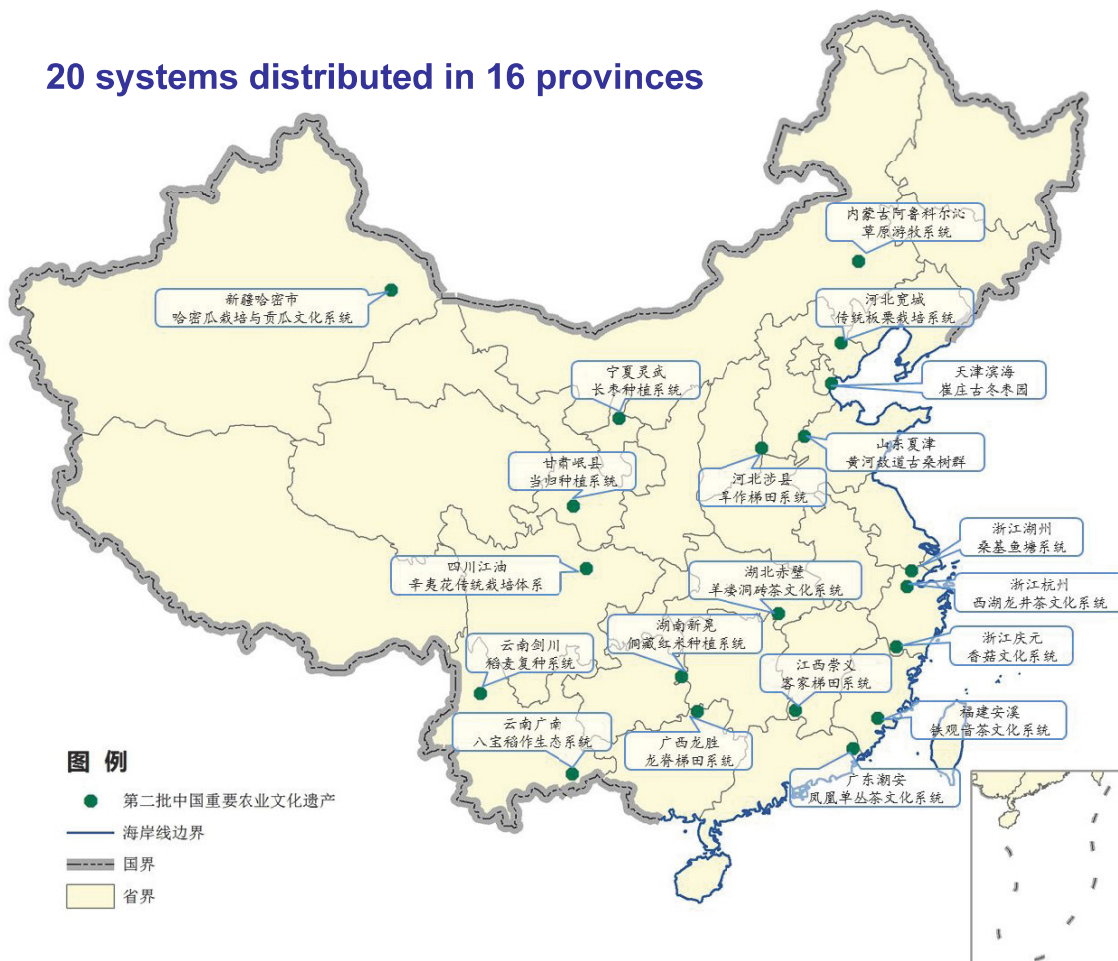 20 systems distributed in 16 provinces
内蒙古阿鲁科尔沁
草原游牧系统
新疆哈密市
哈密瓜栽培与贡瓜文化系统
河北宽城
传统板栗栽培系统
宁夏灵武
长枣种植系统
天津滨海
崔庄古冬枣园
山东夏津
黄河故道古桑树群
甘肃岷县
当归种植系统
河北涉县
旱作梯田系统
浙江湖州
桑基鱼塘系统
四川江油
辛夷花传统栽培体系
湖北赤壁
羊楼洞砖茶文化系统
浙江杭州
西湖龙井茶文化系统
湖南新晃
侗藏红米种植系统
云南剑川
稻麦复种系统
浙江庆元
香菇文化系统
江西崇义
客家梯田系统
云南广南
八宝稻作生态系统
广西龙胜
龙脊梯田系统
福建安溪
铁观音茶文化系统
广东潮安
凤凰单丛茶文化系统
图 例
第二批中国重要农业文化遗产
海岸线边界
国界
省界